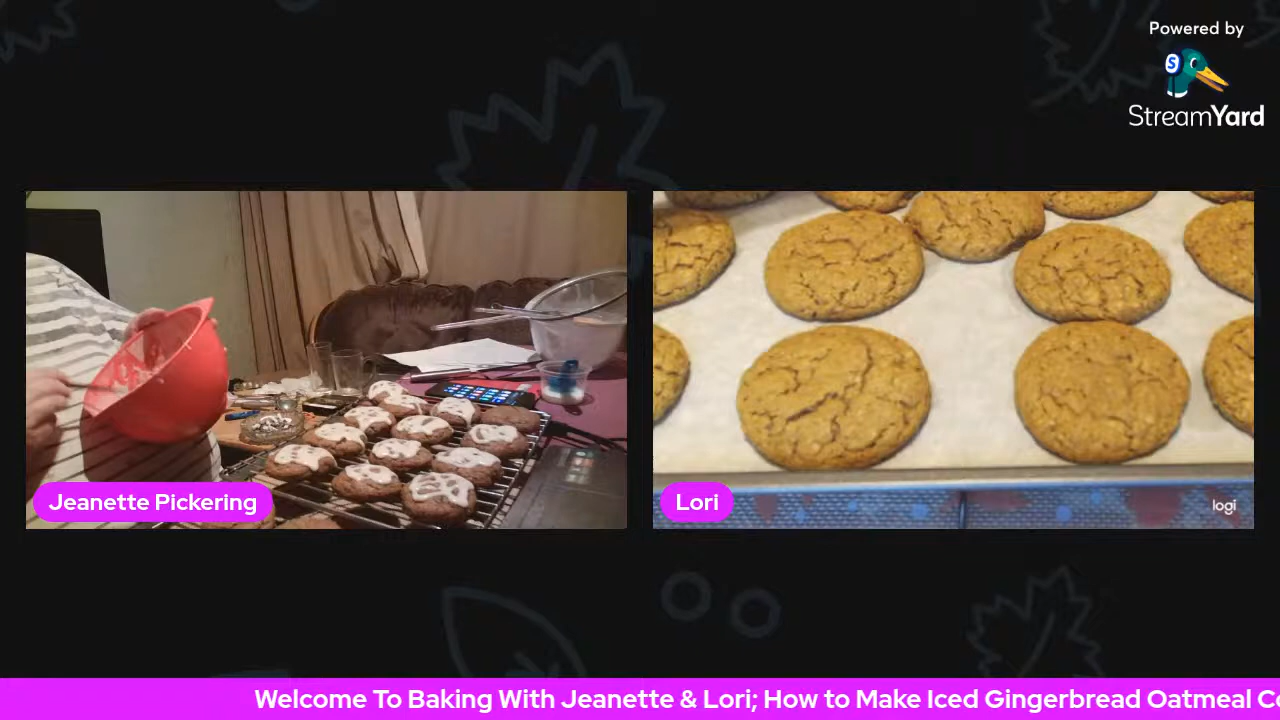 Powered by
S
StreamYard
Jeanette Pickering
Lori
logi
Welcome To Baking With Jeanette & Lori; How to Make Iced Gingerbread Oatmeal